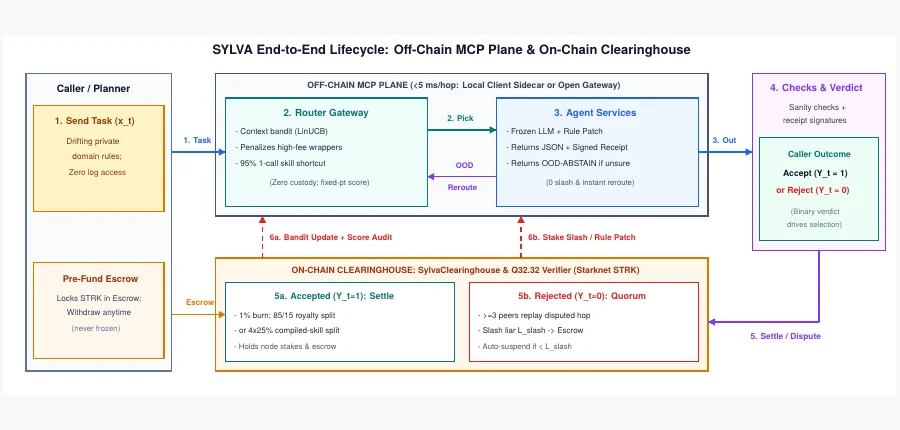 SYLVA End-to-End Lifecycle: Off-Chain MCP Plane & On-Chain Clearinghouse
Caller / Planner
1. Send Task (x_t)
Drifting private
domain rules;
Zero log access
Pre-Fund Escrow
Locks STRK in Escrow;
Withdraw anytime
(never frozen)
1. Task
Escrow
OFF-CHAIN MCP PLANE (<5 ms/hop: Local Client Sidecar or Open Gateway)
2. Router Gateway
- Context bandit (LinUCB)
- Penalizes high-fee wrappers
- 95% 1-call skill shortcut
(Zero custody; fixed-pt score)
2. Pick
OOD
Reroute
3. Agent Services
- Frozen LLM + Rule Patch
- Returns JSON + Signed Receipt
- Returns OOD-ABSTAIN if unsure
(0 slash & instant reroute)
3. Out
4. Checks & Verdict
Sanity checks +
receipt signatures
Caller Outcome
Accept (Y_t = 1)
or Reject (Y_t = 0)
(Binary verdict
drives selection)
6a. Bandit Update + Score Audit
6b. Stake Slash / Rule Patch
ON-CHAIN CLEARINGHOUSE: SylvaClearinghouse & Q32.32 Verifier (Starknet STRK)
5a. Accepted (Y_t=1): Settle
- 1% burn; 85/15 royalty split
- or 4x25% compiled-skill split
- Holds node stakes & escrow
5b. Rejected (Y_t=0): Quorum
- >=3 peers replay disputed hop
- Slash liar L_slash -> Escrow
- Auto-suspend if < L_slash
5. Settle / Dispute